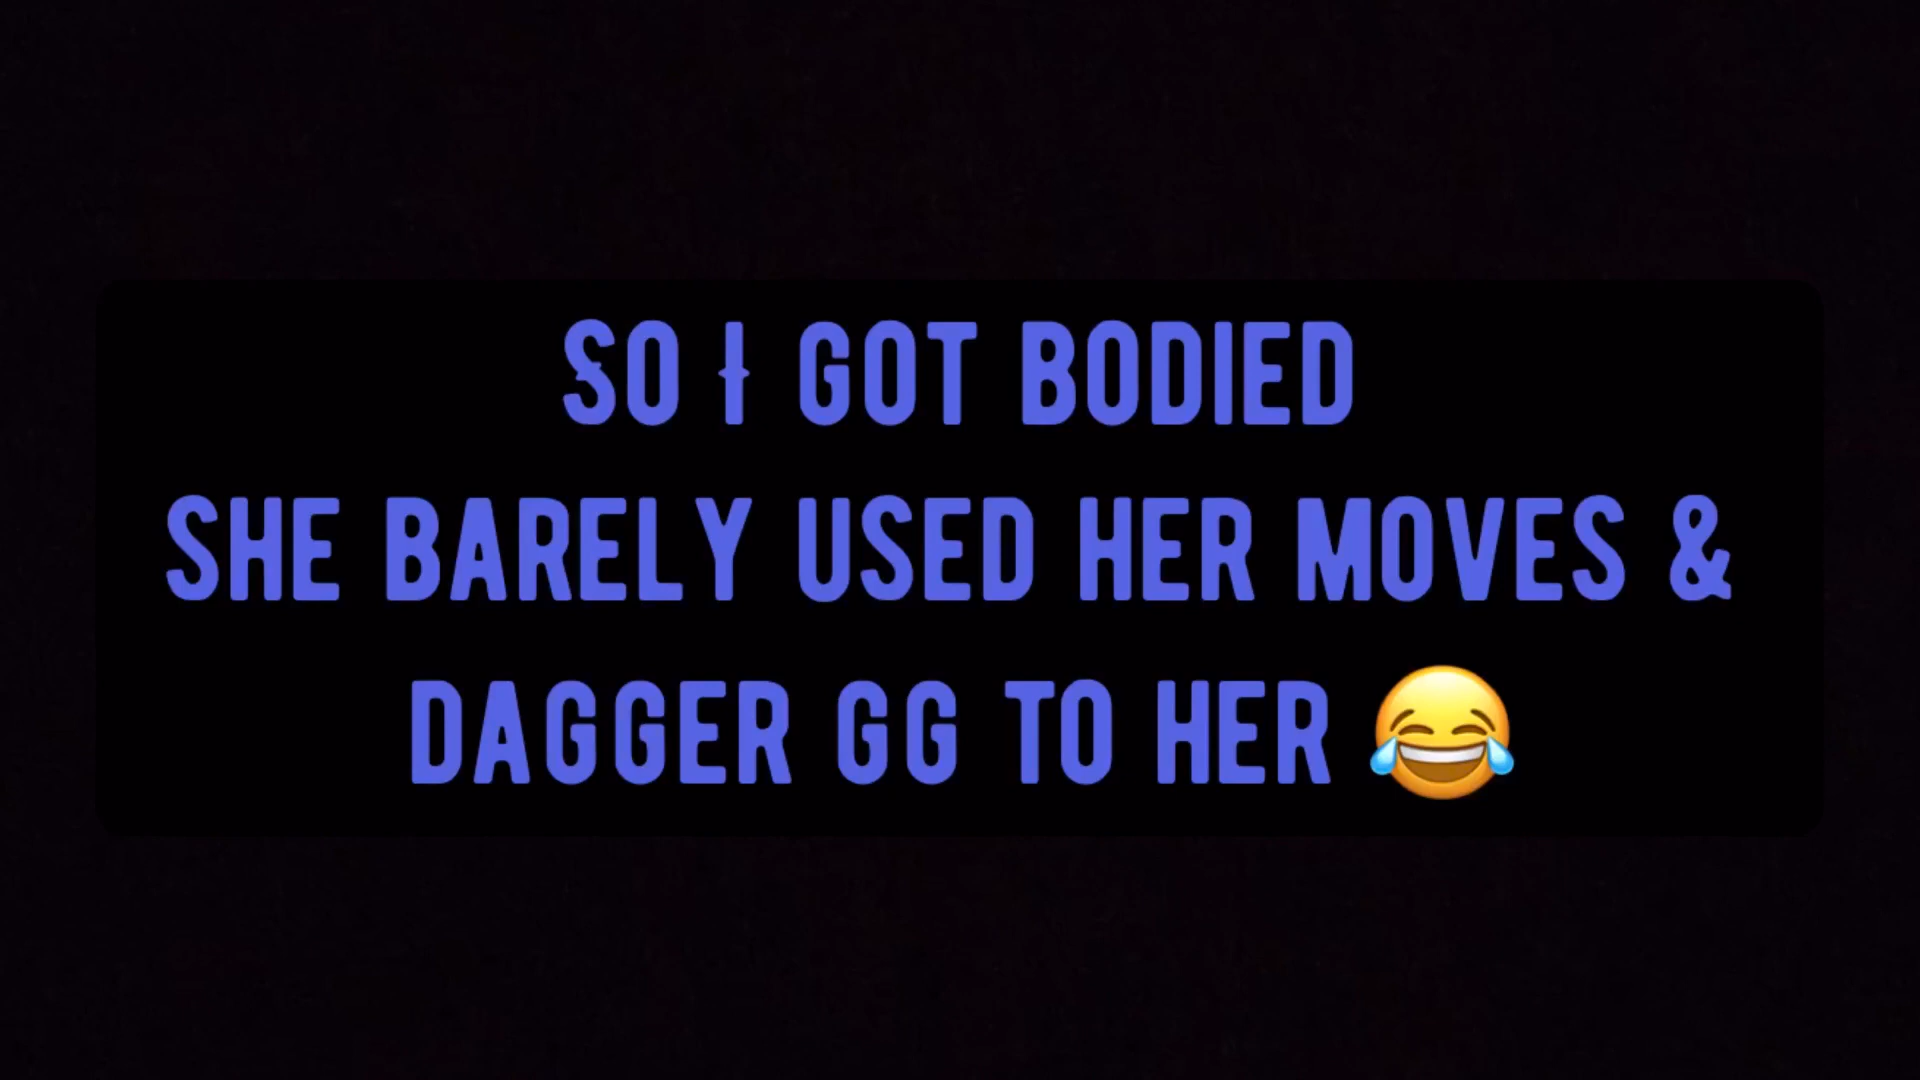 SO I GOT BODIED
SHE BARELY USED HER MOVES &
DAGGER GG TO HER 😂